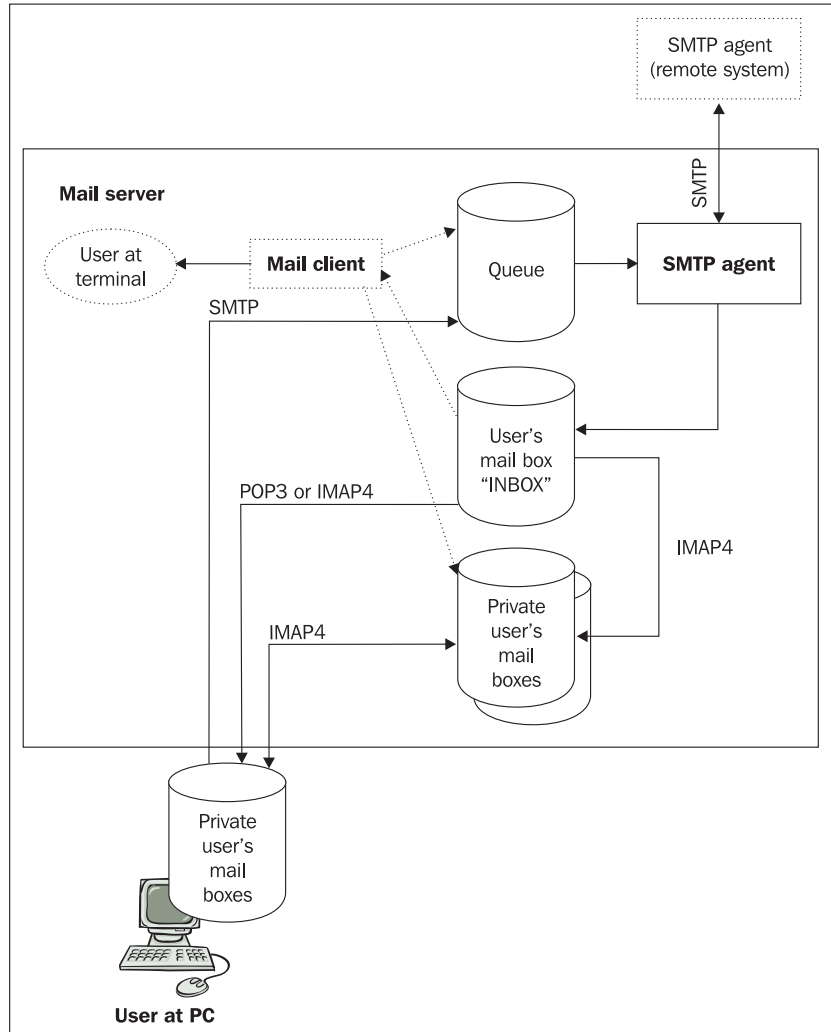 SMTP agent
(remote system)
SMTP
Mail server
User at
terminal
Mail client
Queue
SMTP agent
SMTP
User's
mail box
“INBOX”
POP3 or IMAP4
IMAP4
Private
user's
mail
boxes
IMAP4
Private
user's
mail
boxes
User at PC